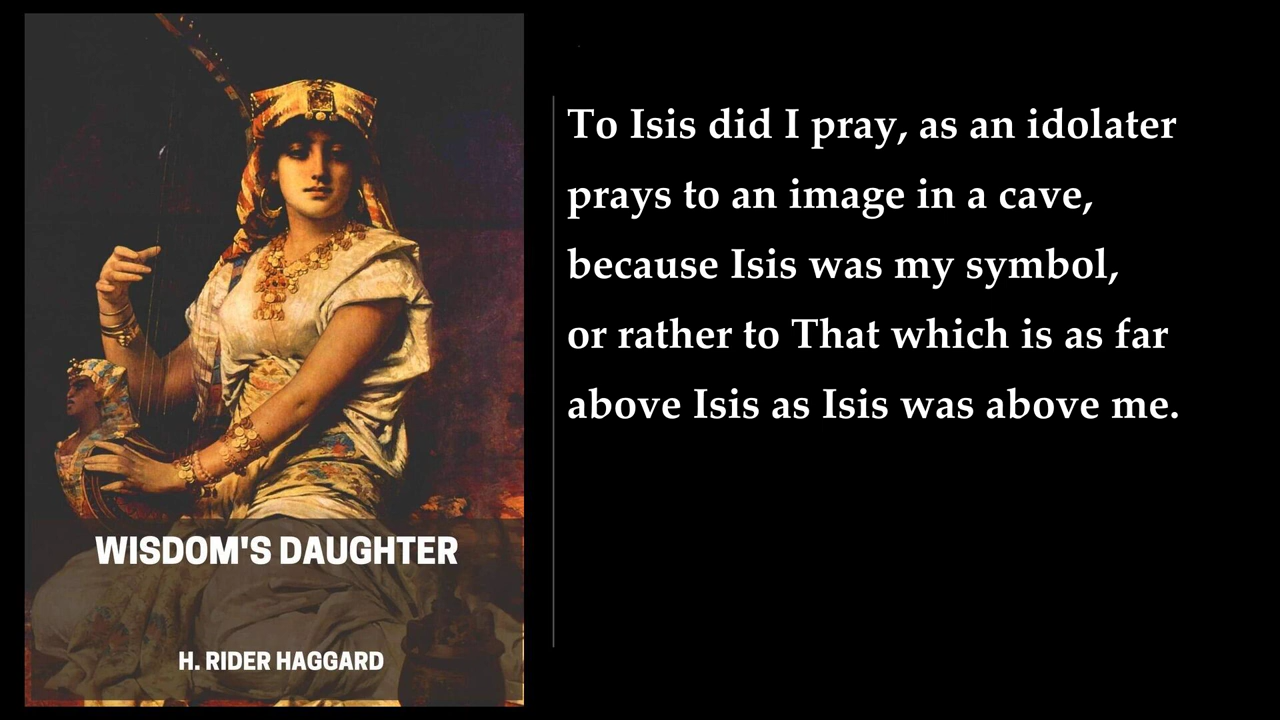 WISDOM'S DAUGHTER
H. RIDER HAGGARD
To Isis did I pray, as an idolater
prays to an image in a cave,
because Isis was my symbol,
or rather to That which is as far
above Isis as Isis was above me.